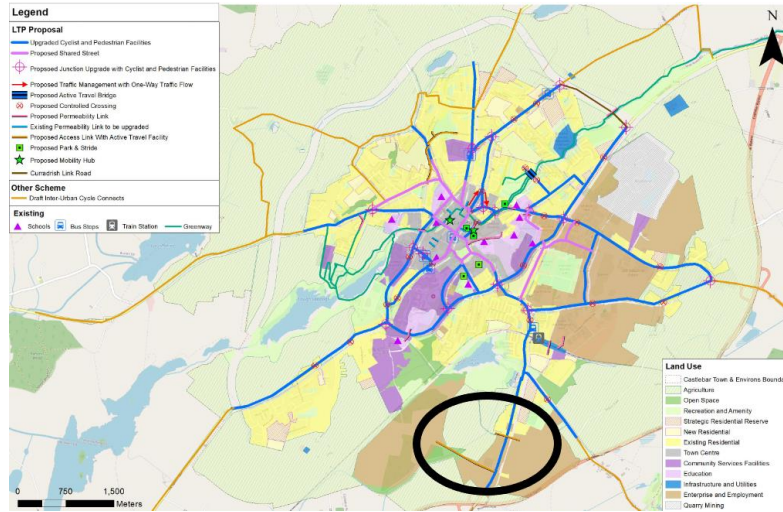 Legend
LTP Proposal
Upgraded Cyclist and Pedestrian Facilities
Proposed Shared Street
Proposed Junction Upgrade with Cyclist and Pedestrian Facilities
Proposed Traffic Management with One-Way Traffic Flow
Proposed Active Travel Bridge
Proposed Controlled Crossing
Proposed Permeability Link
Existing Permeability Link to be upgraded
Proposed Access Link With Active Travel Facility
Proposed Park & Stride
Proposed Mobility Hub
Curradrish Link Road
Other Scheme
Draft Inter-Urban Cycle Connects
Existing
Schools Bus Stops Train Station Greenway
N
Land Use
Castlebar Town & Environs Bounda
Agriculture
Open Space
Recreation and Amenity
Strategic Residential Reserve
New Residential
Existing Residential
Town Centre
Community Services Facilities
Education
Infrastructure and Utilities
Enterprise and Employment
Quarry Mining
0 750 1,500
Meters